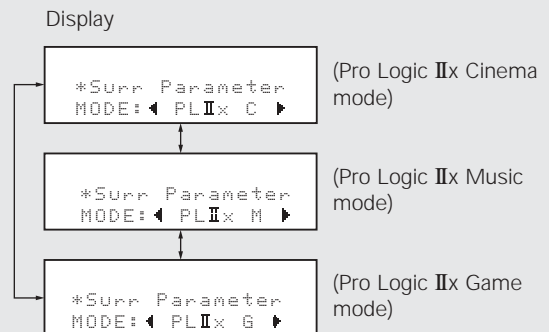 Display
*Surr Parameter
MODE:◀ PLⅡx C ▶
(Pro Logic Ⅱx Cinema
mode)
*Surr Parameter
MODE:◀ PLⅡx M ▶
(Pro Logic Ⅱx Music
mode)
*Surr Parameter
MODE:◀ PLⅡx G ▶
(Pro Logic Ⅱx Game
mode)